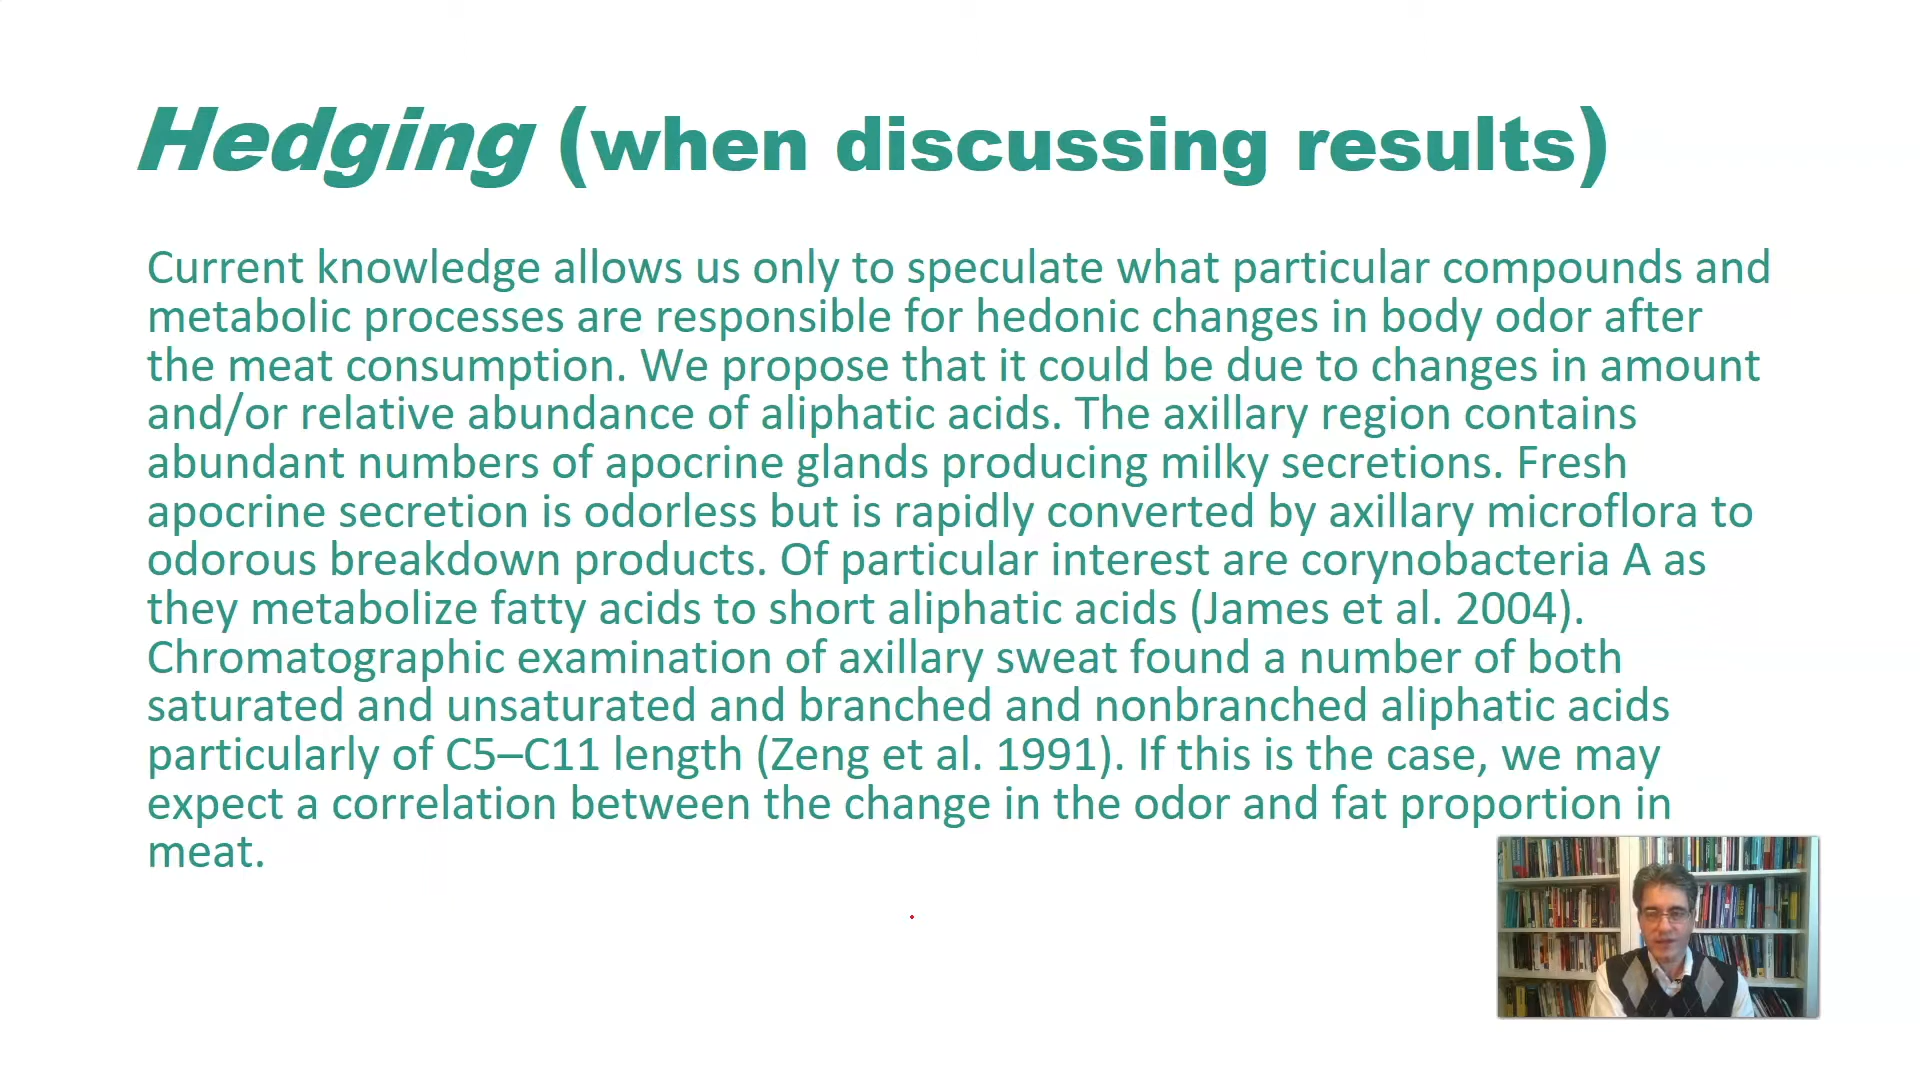 Hedging (when discussing results)
Current knowledge allows us only to speculate what particular compounds and
metabolic processes are responsible for hedonic changes in body odor after
the meat consumption. We propose that it could be due to changes in amount
and/or relative abundance of aliphatic acids. The axillary region contains
abundant numbers of apocrine glands producing milky secretions. Fresh
apocrine secretion is odorless but is rapidly converted by axillary microflora to
odorous breakdown products. Of particular interest are corynobacteria A as
they metabolize fatty acids to short aliphatic acids (James et al. 2004).
Chromatographic examination of axillary sweat found a number of both
saturated and unsaturated and branched and nonbranched aliphatic acids
particularly of C5–C11 length (Zeng et al. 1991). If this is the case, we may
expect a correlation between the change in the odor and fat proportion in
meat.